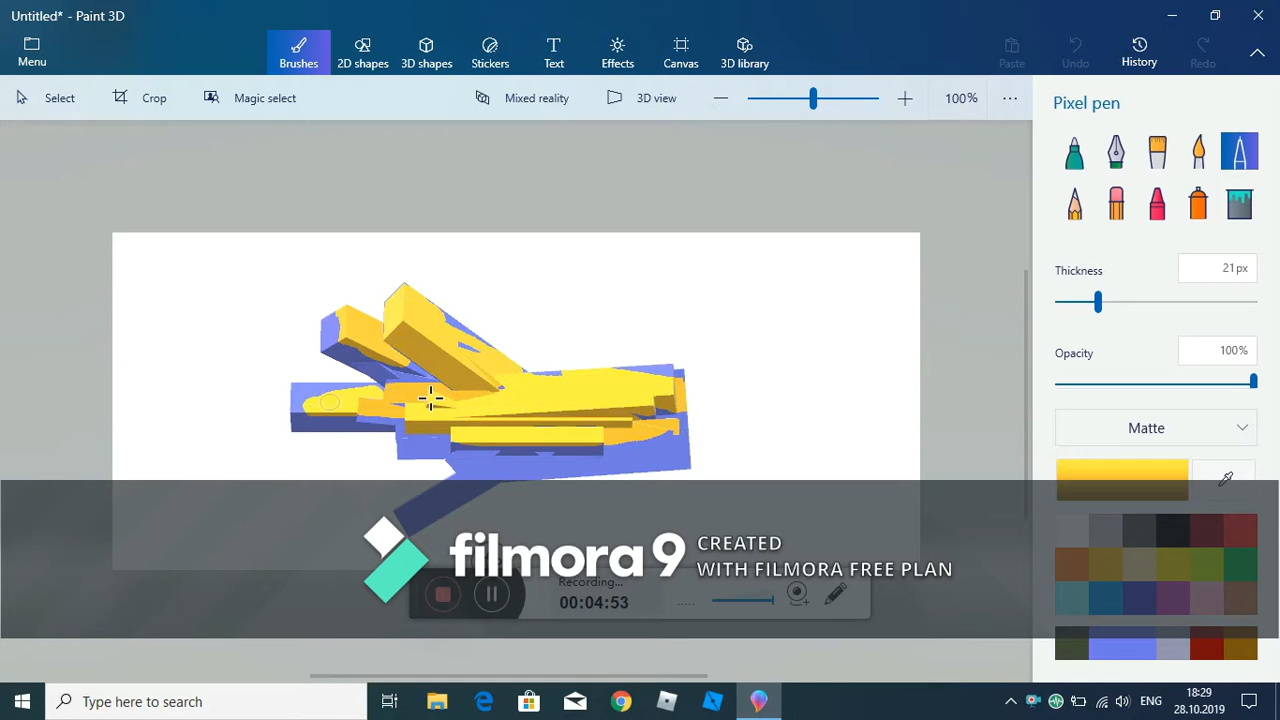 Untitled* - Paint 3D
Menu
Brushes
2D shapes
3D shapes
Stickers
Text
Effects
Canvas
3D library
Paste
Undo
History
Redo
Select
Crop
Magic select
Mixed reality
3D view
100%
Pixel pen
Thickness
21px
Opacity
100%
Matte
filmora9
CREATED
WITH FILMORA FREE PLAN
Recording...
00:04:53
Type here to search
ENG
18:29
28.10.2019